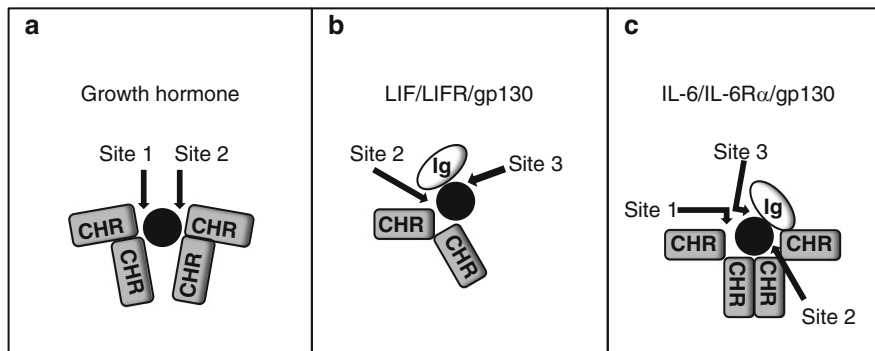 a
Growth hormone
Site 1 Site 2
CHR CHR
CHR CHR
b
LIF/LIFR/gp130
Site 2 Ig Site 3
CHR
CHR
c
IL-6/IL-6Rα/gp130
Site 3
Site 1 Ig
CHR CHR
CHR CHR
Site 2